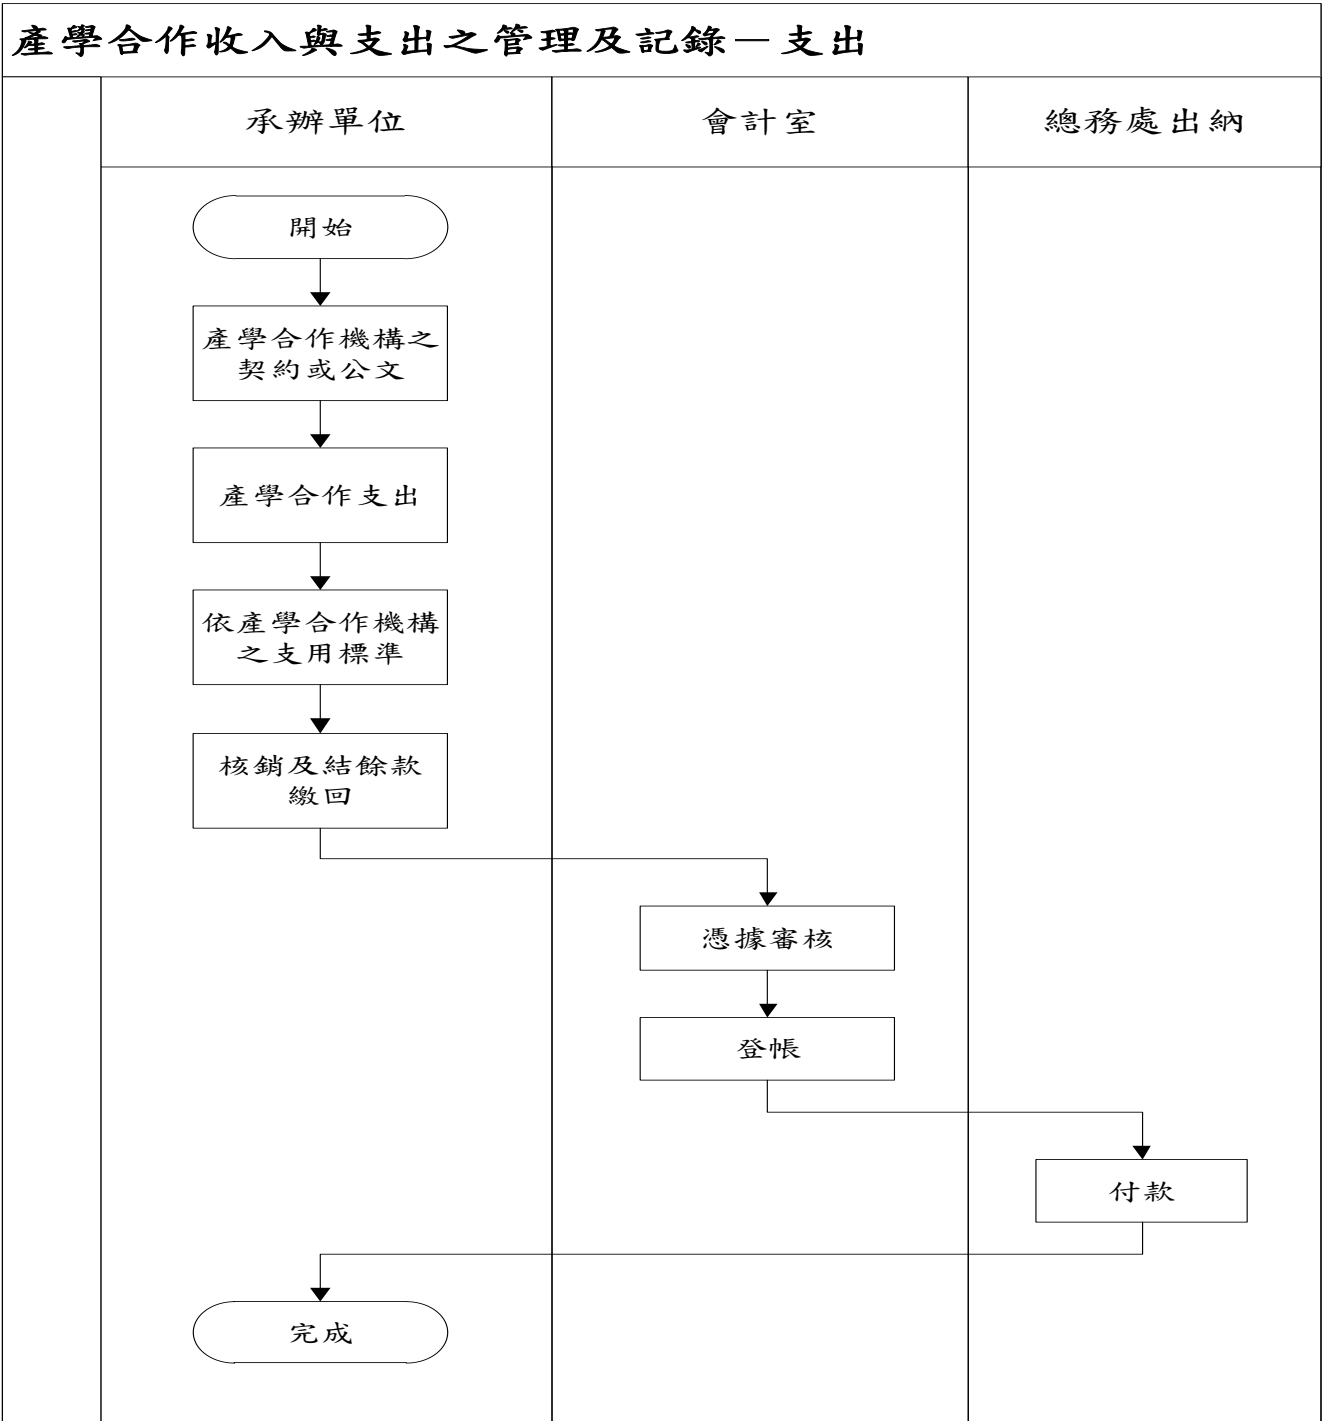 產學合作收入與支出之管理及記錄－支出
承辦單位
會計室
總務處出納
開始
產學合作機構之
契約或公文
產學合作支出
依產學合作機構
之支用標準
核銷及結餘款
繳回
憑據審核
登帳
付款
完成